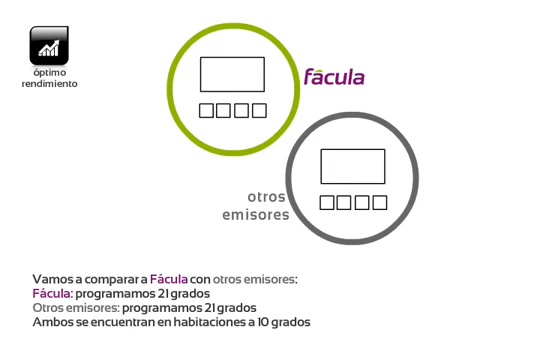 óptimo
rendimiento
fácula
otros
emisores
Vamos a comparar a Fácula con otros emisores:
Fácula: programamos 21 grados
Otros emisores: programamos 21 grados
Ambos se encuentran en habitaciones a 10 grados